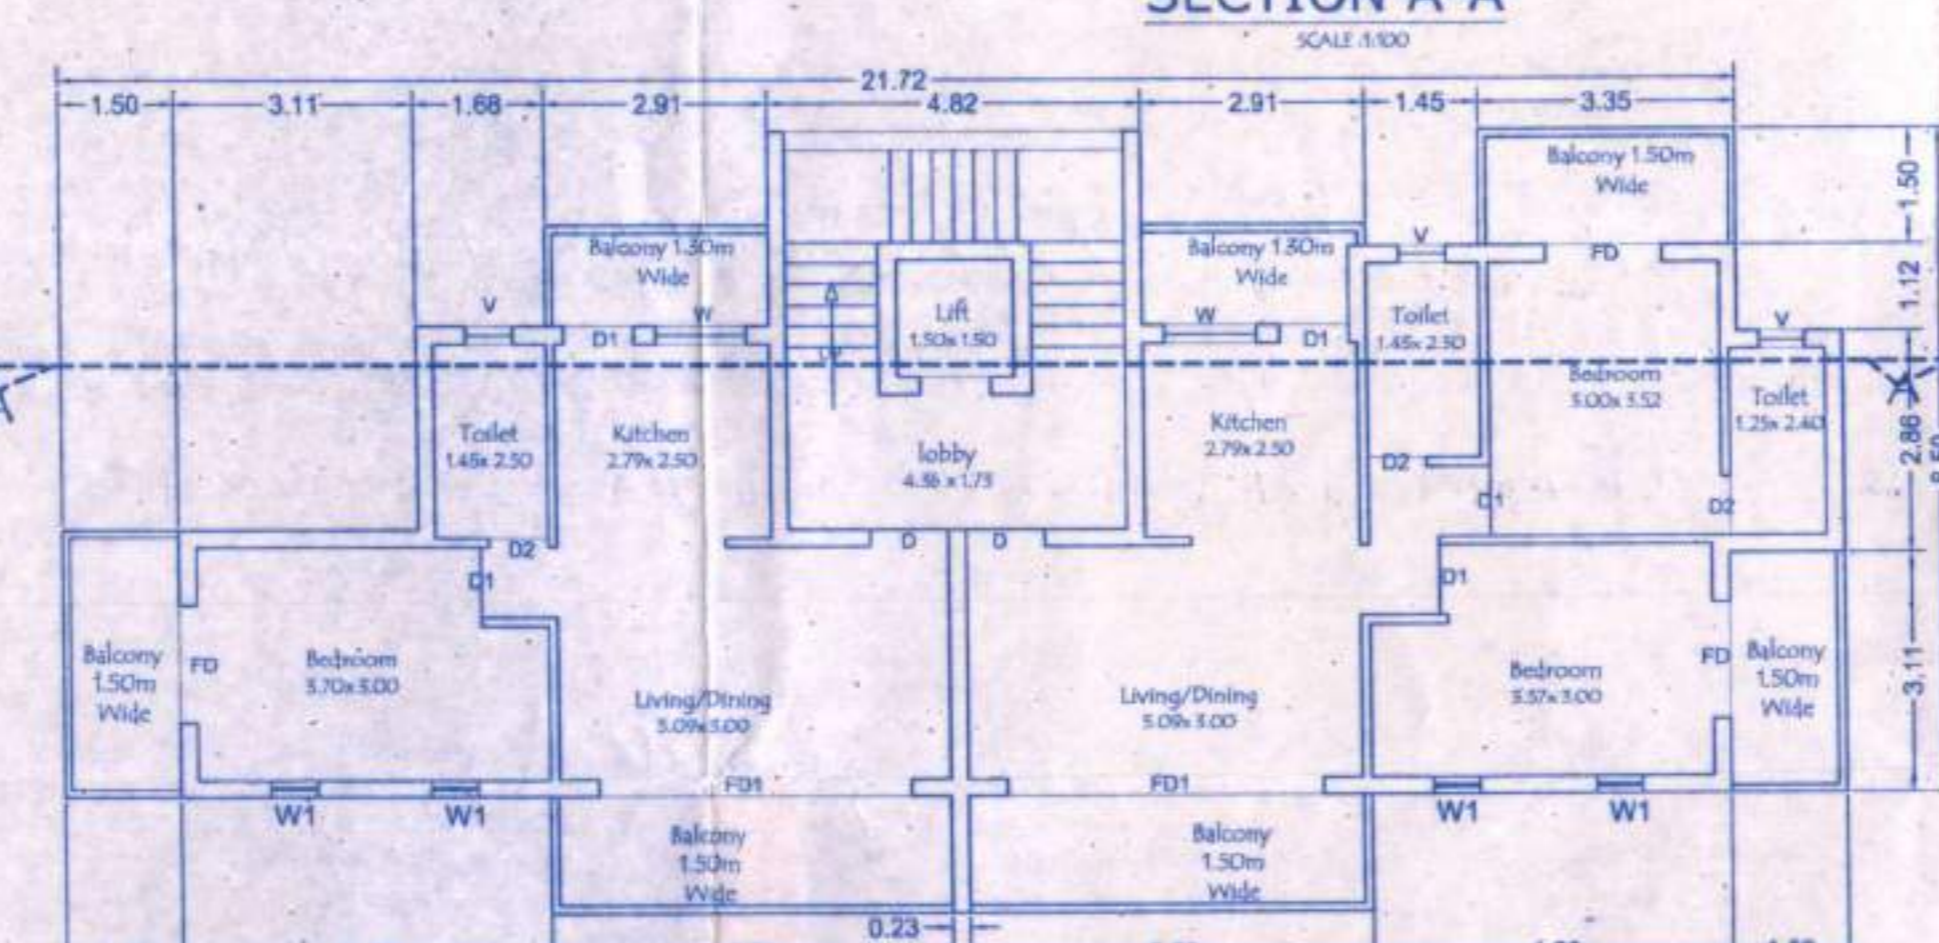 SECTION A-A
SCALE :1:100
21.72
1.50
3.11
1.68
2.91
4.82
2.91
1.45
3.35
Balcony 1.50m
Wide
1.50
Balcony 1.30m
Wide
Balcony 1.30m
Wide
V
FD
1.12
V
D1
W
Lift
1.50x 1.50
W
D1
Toilet
1.45x 2.50
V
Bedroom
3.00x 3.52
Toilet
1.25x 2.40
2.86
Toilet
1.45x 2.50
Kitchen
2.79x 2.50
lobby
4.36 x 1.73
Kitchen
2.79x 2.50
D2
D1
D2
D2
D
D
D1
D1
Balcony
1.50m
Wide
FD
Bedroom
3.70x 3.00
Living/Dining
5.09x 3.00
Living/Dining
5.09x 3.00
Bedroom
3.57x 3.00
FD
Balcony
1.50m
Wide
3.11
W1
W1
FD1
FD1
W1
W1
Balcony
1.50m
Wide
Balcony
1.50m
Wide
0.23